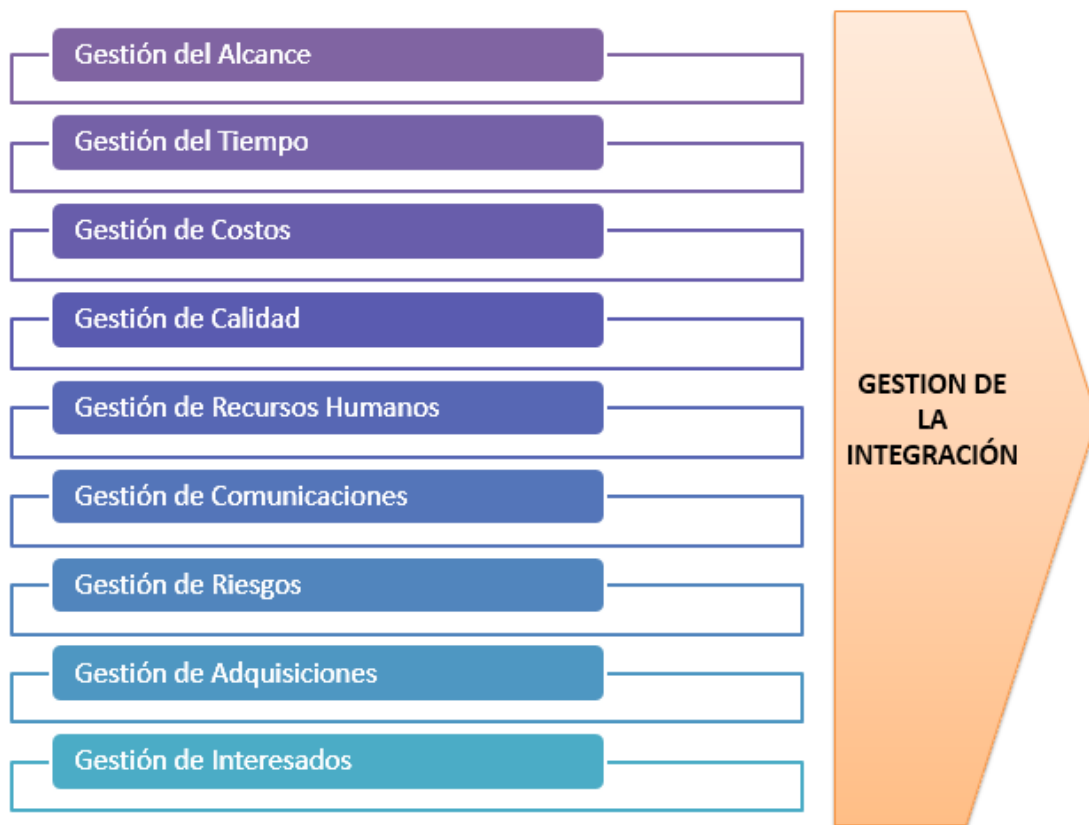 Gestión del Alcance
Gestión del Tiempo
Gestión de Costos
Gestión de Calidad
Gestión de Recursos Humanos
Gestión de Comunicaciones
Gestión de Riesgos
Gestión de Adquisiciones
Gestión de Interesados
GESTION DE
LA
INTEGRACIÓN